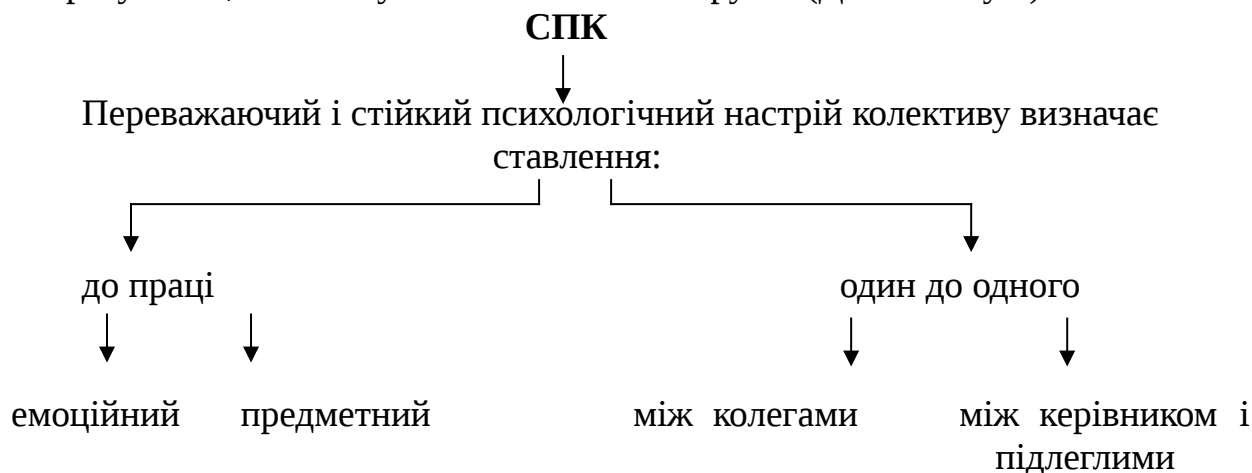 СПК
Переважаючий і стійкий психологічний настрій колективу визначає
ставлення:
до праці один до одного
емоційний предметний між колегами між керівником і
підлеглими